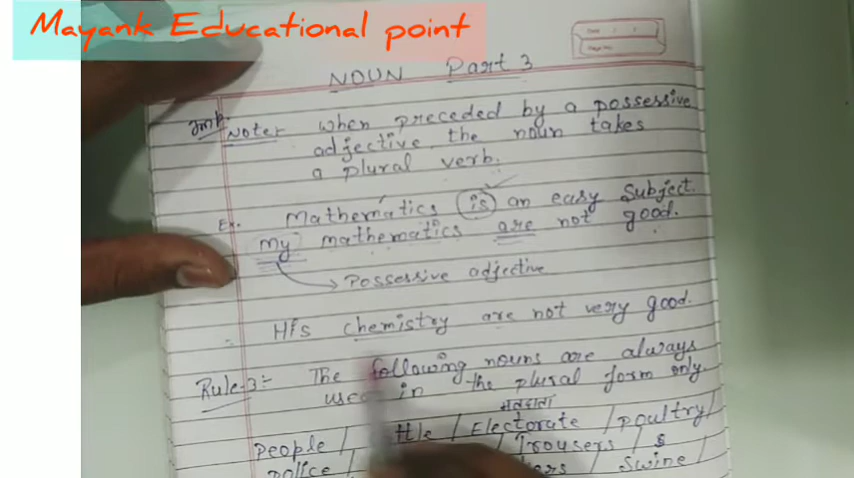 Mayank Educational point
NOUN Part 3
Imp.
Note:- When preceded by a possessive
adjective the noun takes
a plural verb.
Ex. Mathematics is an easy Subject.
my mathematics are not good.
Possessive adjective
His chemistry are not very good.
Rule-3:- The following nouns are always
used in the plural form only.
मतदाता
People / ttle / Electorate / poultry /
police / / Trousers /
/ Swine /